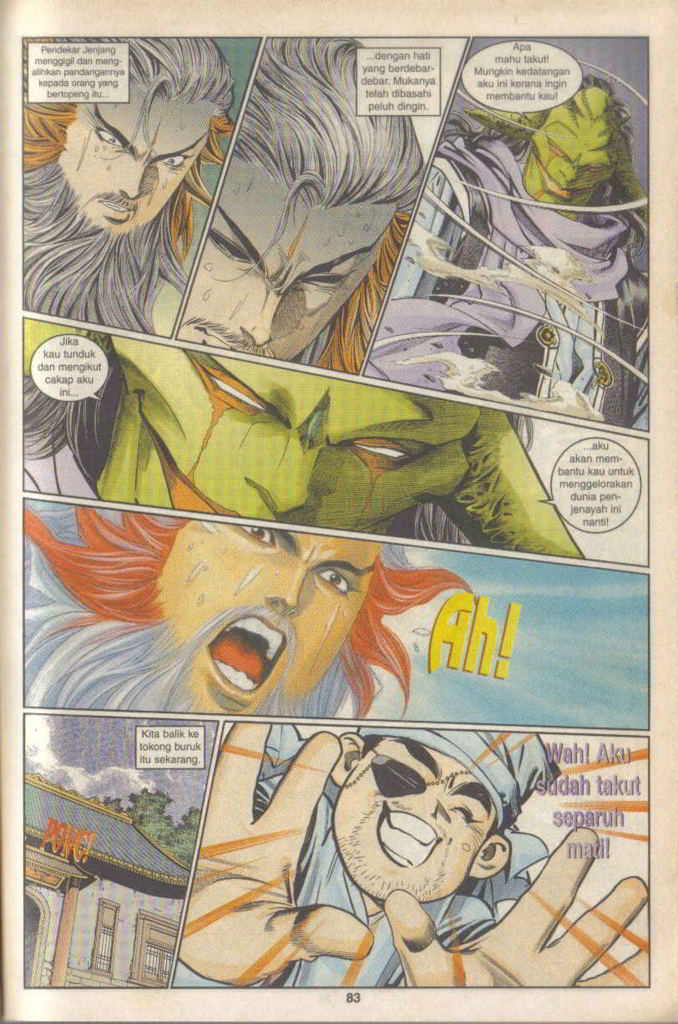 Pendekar Jenjang
menggigil dan meng-
alihkan pandangannya
kepada orang yang
bertopeng itu...
...dengan hati
yang berdebar-
debar. Mukanya
telah dibasahi
peluh dingin.
Apa
mahu takut!
Mungkin kedatangan
aku ini kerana ingin
membantu kau!
Jika
kau tunduk
dan mengikut
cakap aku
ini...
...aku
akan mem-
bantu kau untuk
menggelorakan
dunia pen-
jenayah ini
nanti!
Ah!
Kita balik ke
tokong buruk
itu sekarang.
PONG!
Wah! Aku
sudah takut
separuh
mati!
83